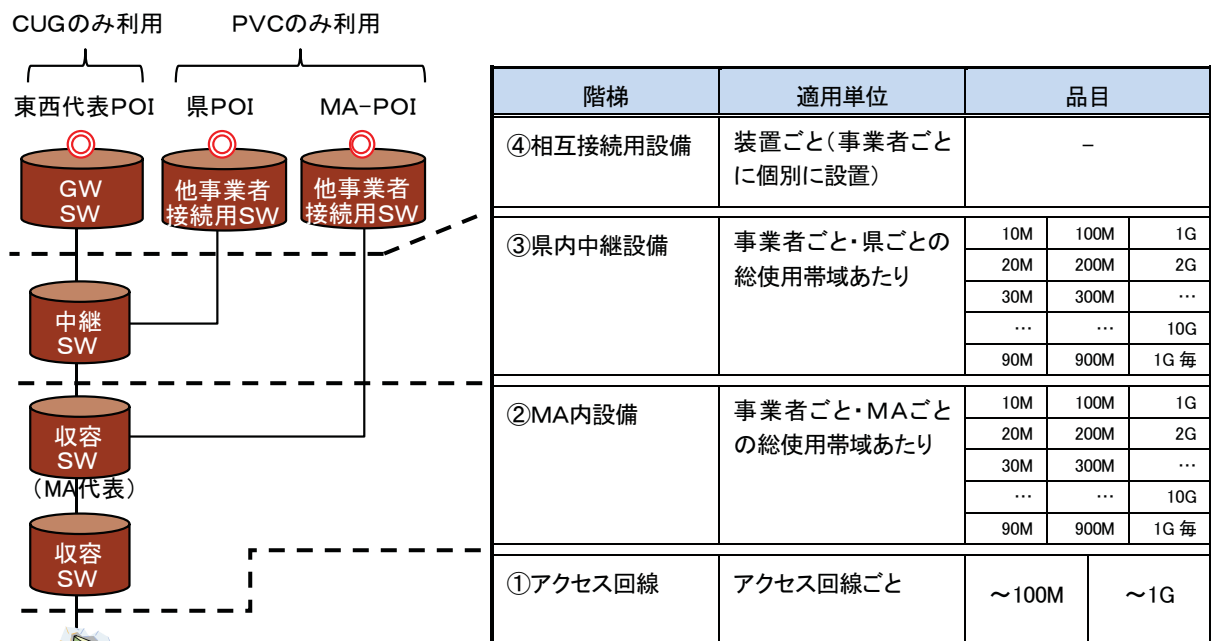 CUGのみ利用
PVCのみ利用
東西代表POI
県POI
MA-POI
GW
SW
他事業者
接続用SW
他事業者
接続用SW
中継
SW
収容
SW
(MA代表)
収容
SW
階梯
適用単位
品目
④相互接続用設備
装置ごと(事業者ごと
に個別に設置)
-
③県内中継設備
事業者ごと・県ごとの
総使用帯域あたり
10M 100M 1G
20M 200M 2G
30M 300M …
… … 10G
90M 900M 1G 毎
②MA内設備
事業者ごと・MAごと
の総使用帯域あたり
10M 100M 1G
20M 200M 2G
30M 300M …
… … 10G
90M 900M 1G 毎
①アクセス回線
アクセス回線ごと
～100M
～1G